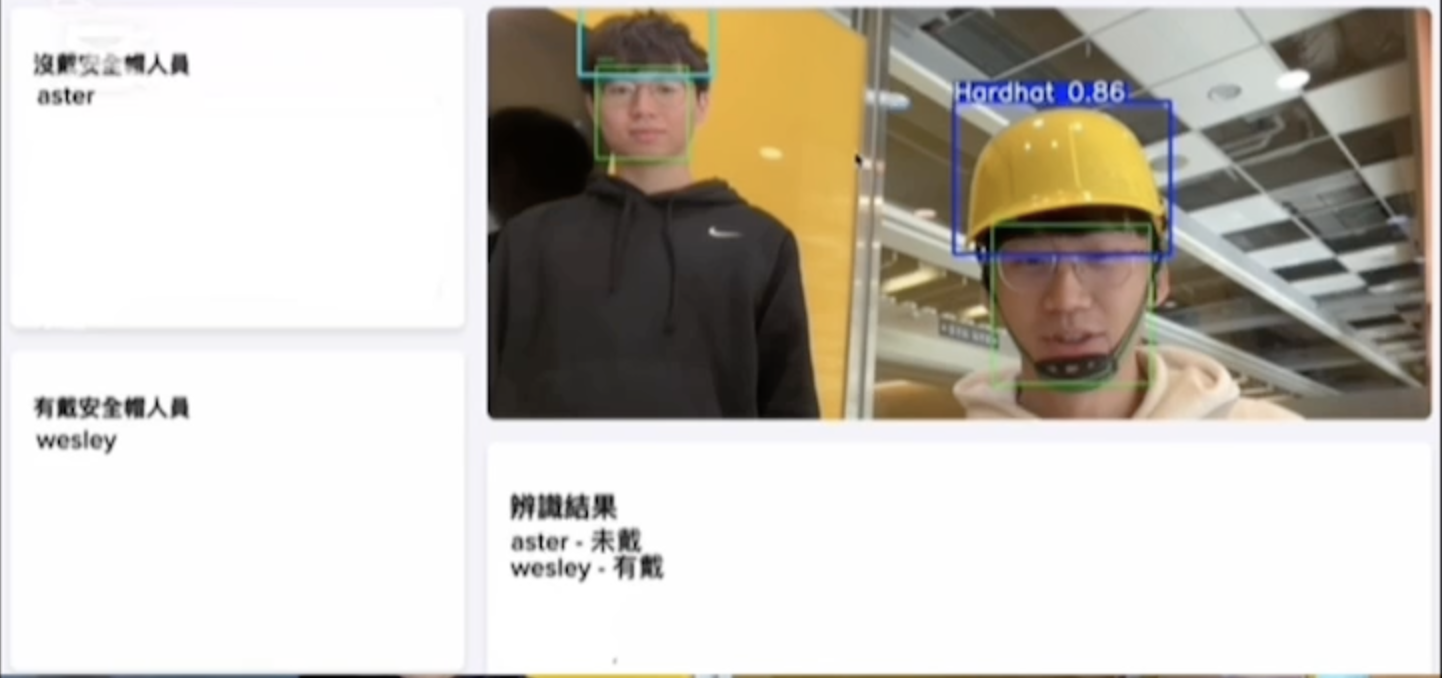 沒戴安全帽人員
aster
Hardhat 0.86
有戴安全帽人員
wesley
辨識結果
aster - 未戴
wesley - 有戴